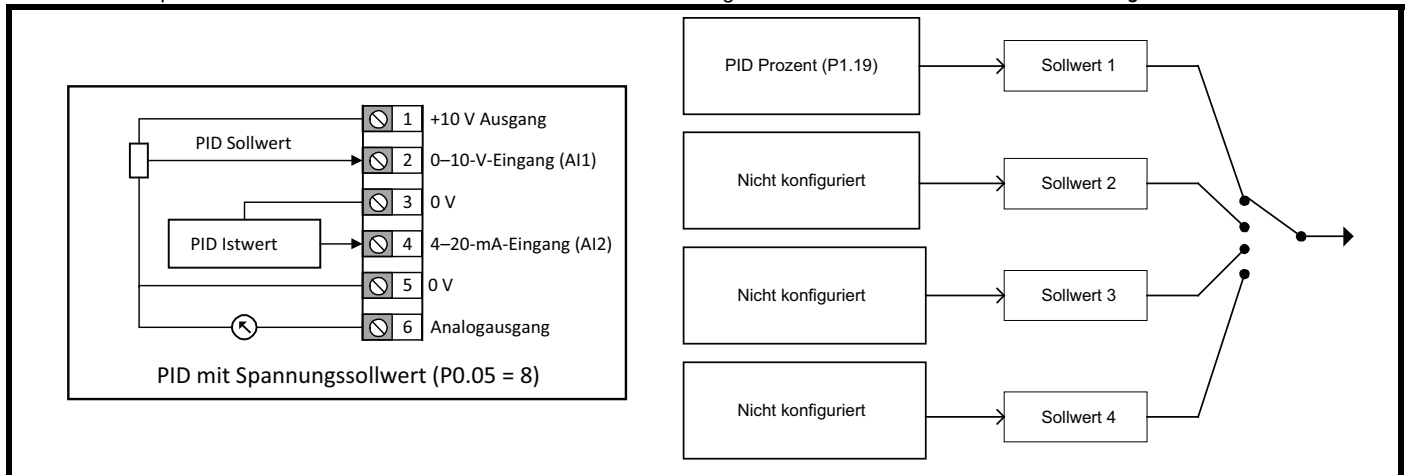 1 +10 V Ausgang
PID Sollwert
2 0–10-V-Eingang (AI1)
3 0 V
PID Istwert
4 4–20-mA-Eingang (AI2)
5 0 V
6 Analogausgang
PID mit Spannungssollwert (P0.05 = 8)
PID Prozent (P1.19)
Sollwert 1
Nicht konfiguriert
Sollwert 2
Nicht konfiguriert
Sollwert 3
Nicht konfiguriert
Sollwert 4